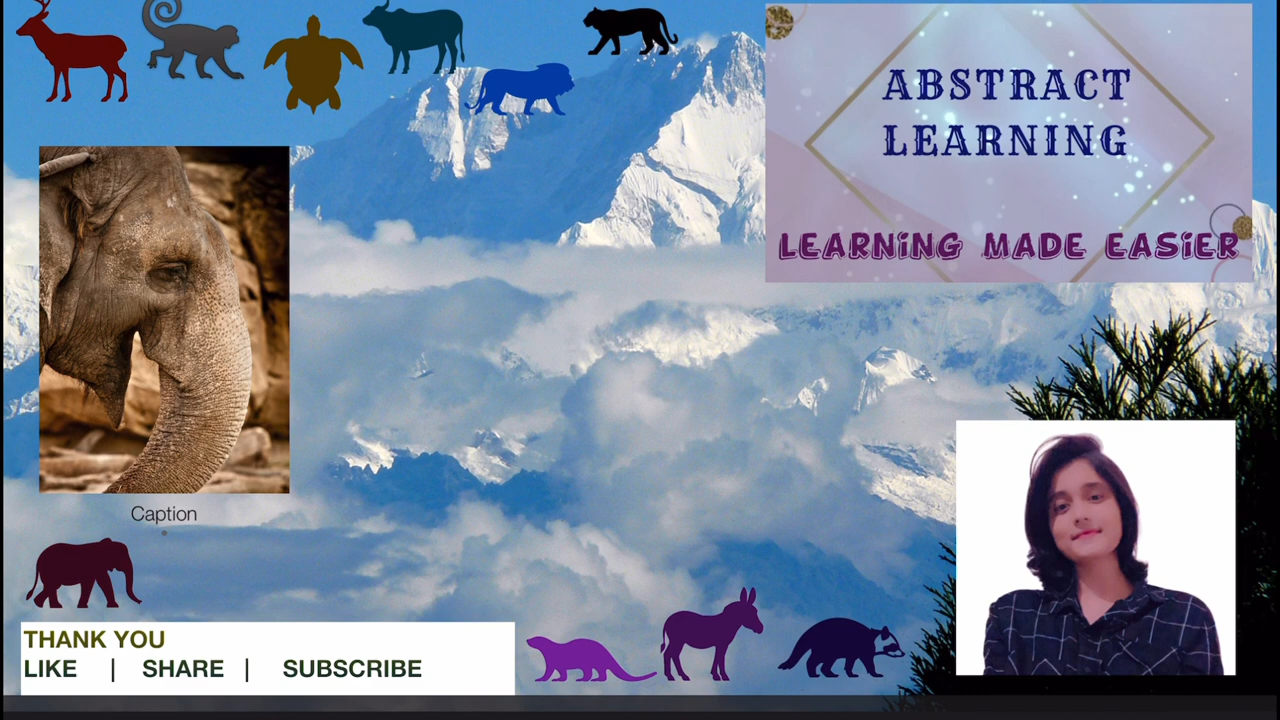 ABSTRACT
LEARNING
LEARNING MADE EASIER
Caption
THANK YOU
LIKE | SHARE | SUBSCRIBE